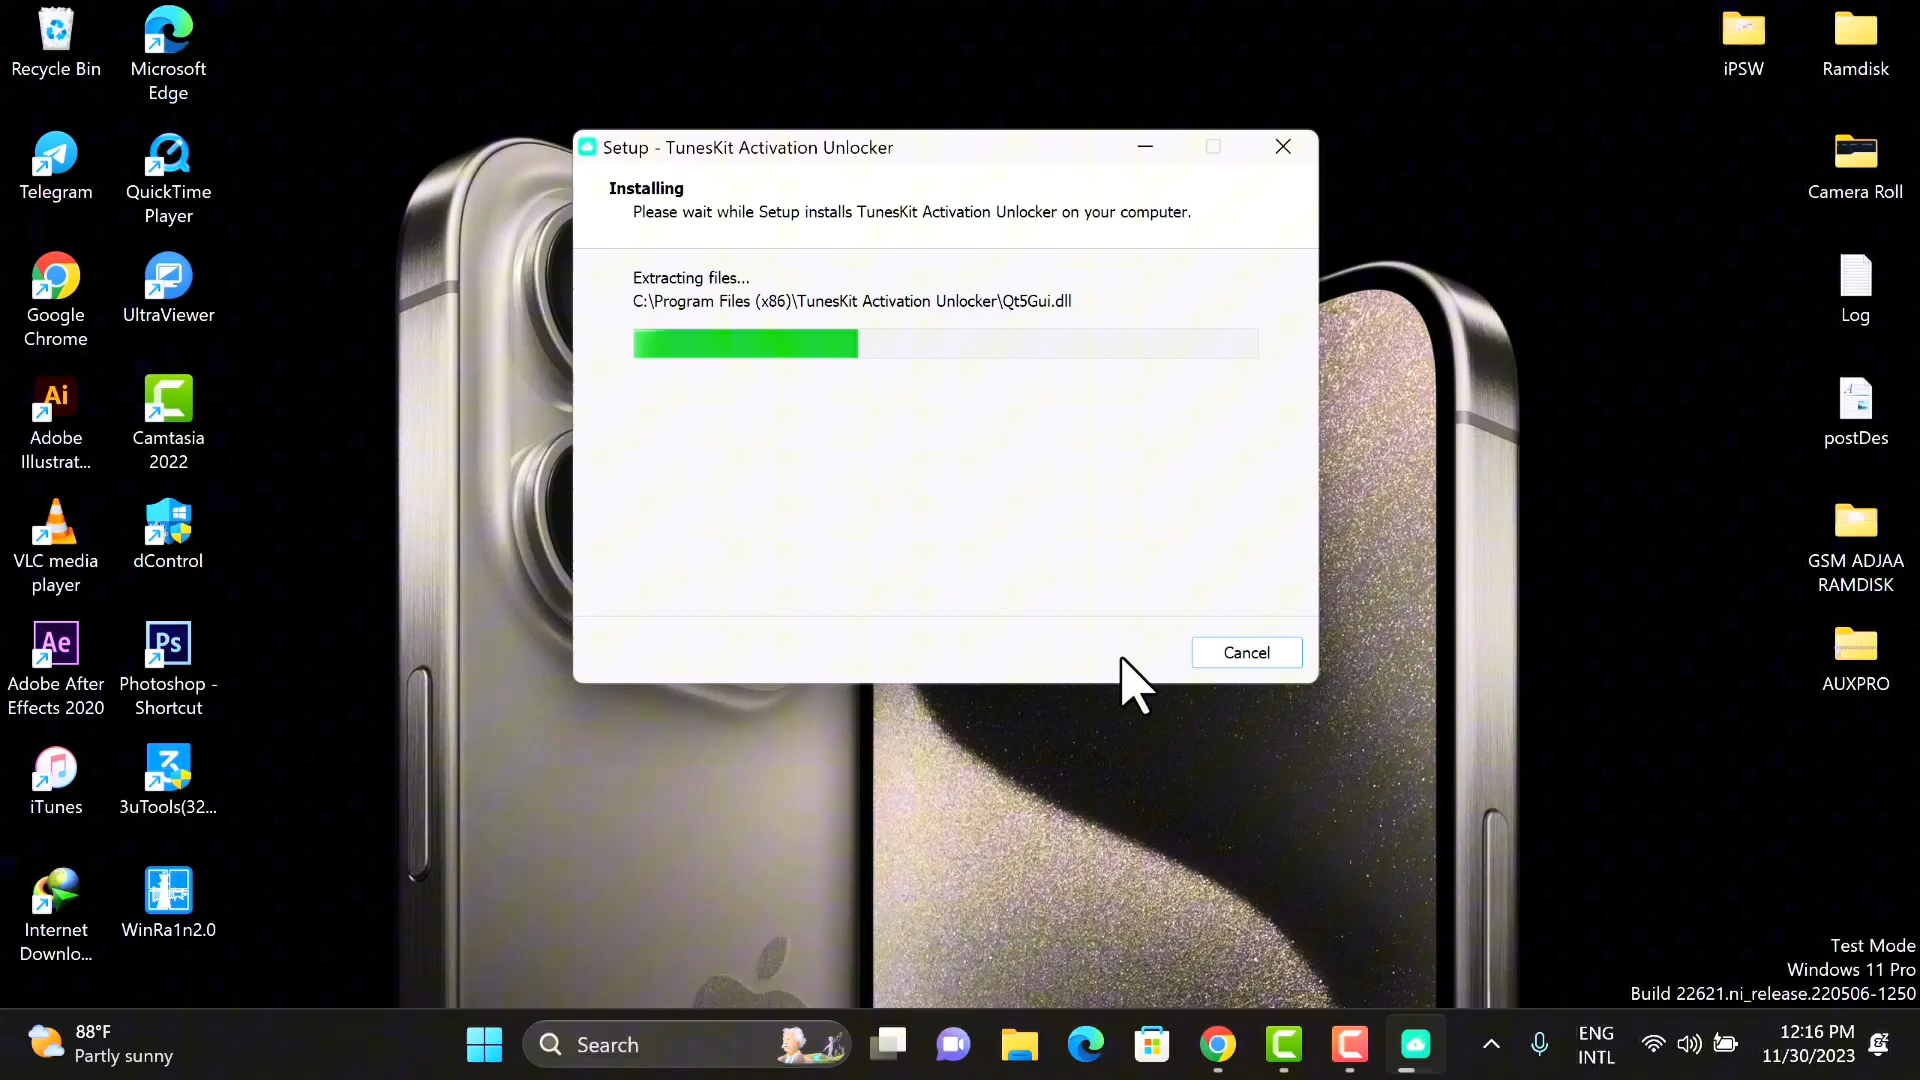 Recycle Bin
Microsoft
Edge
Telegram
QuickTime
Player
Google
Chrome
UltraViewer
Ai
Adobe
Illustrat...
Camtasia
2022
VLC media
player
dControl
Ae
Adobe After
Effects 2020
Ps
Photoshop -
Shortcut
iTunes
3uTools(32...
Internet
Downlo...
WinRa1n2.0
Setup - TunesKit Activation Unlocker
Installing
Please wait while Setup installs TunesKit Activation Unlocker on your computer.
Extracting files...
C:\Program Files (x86)\TunesKit Activation Unlocker\Qt5Gui.dll
Cancel
iPSW
Ramdisk
Camera Roll
Log
postDes
GSM ADJAA
RAMDISK
AUXPRO
Test Mode
Windows 11 Pro
Build 22621.ni_release.220506-1250
88°F
Partly sunny
Search
ENG
INTL
12:16 PM
11/30/2023